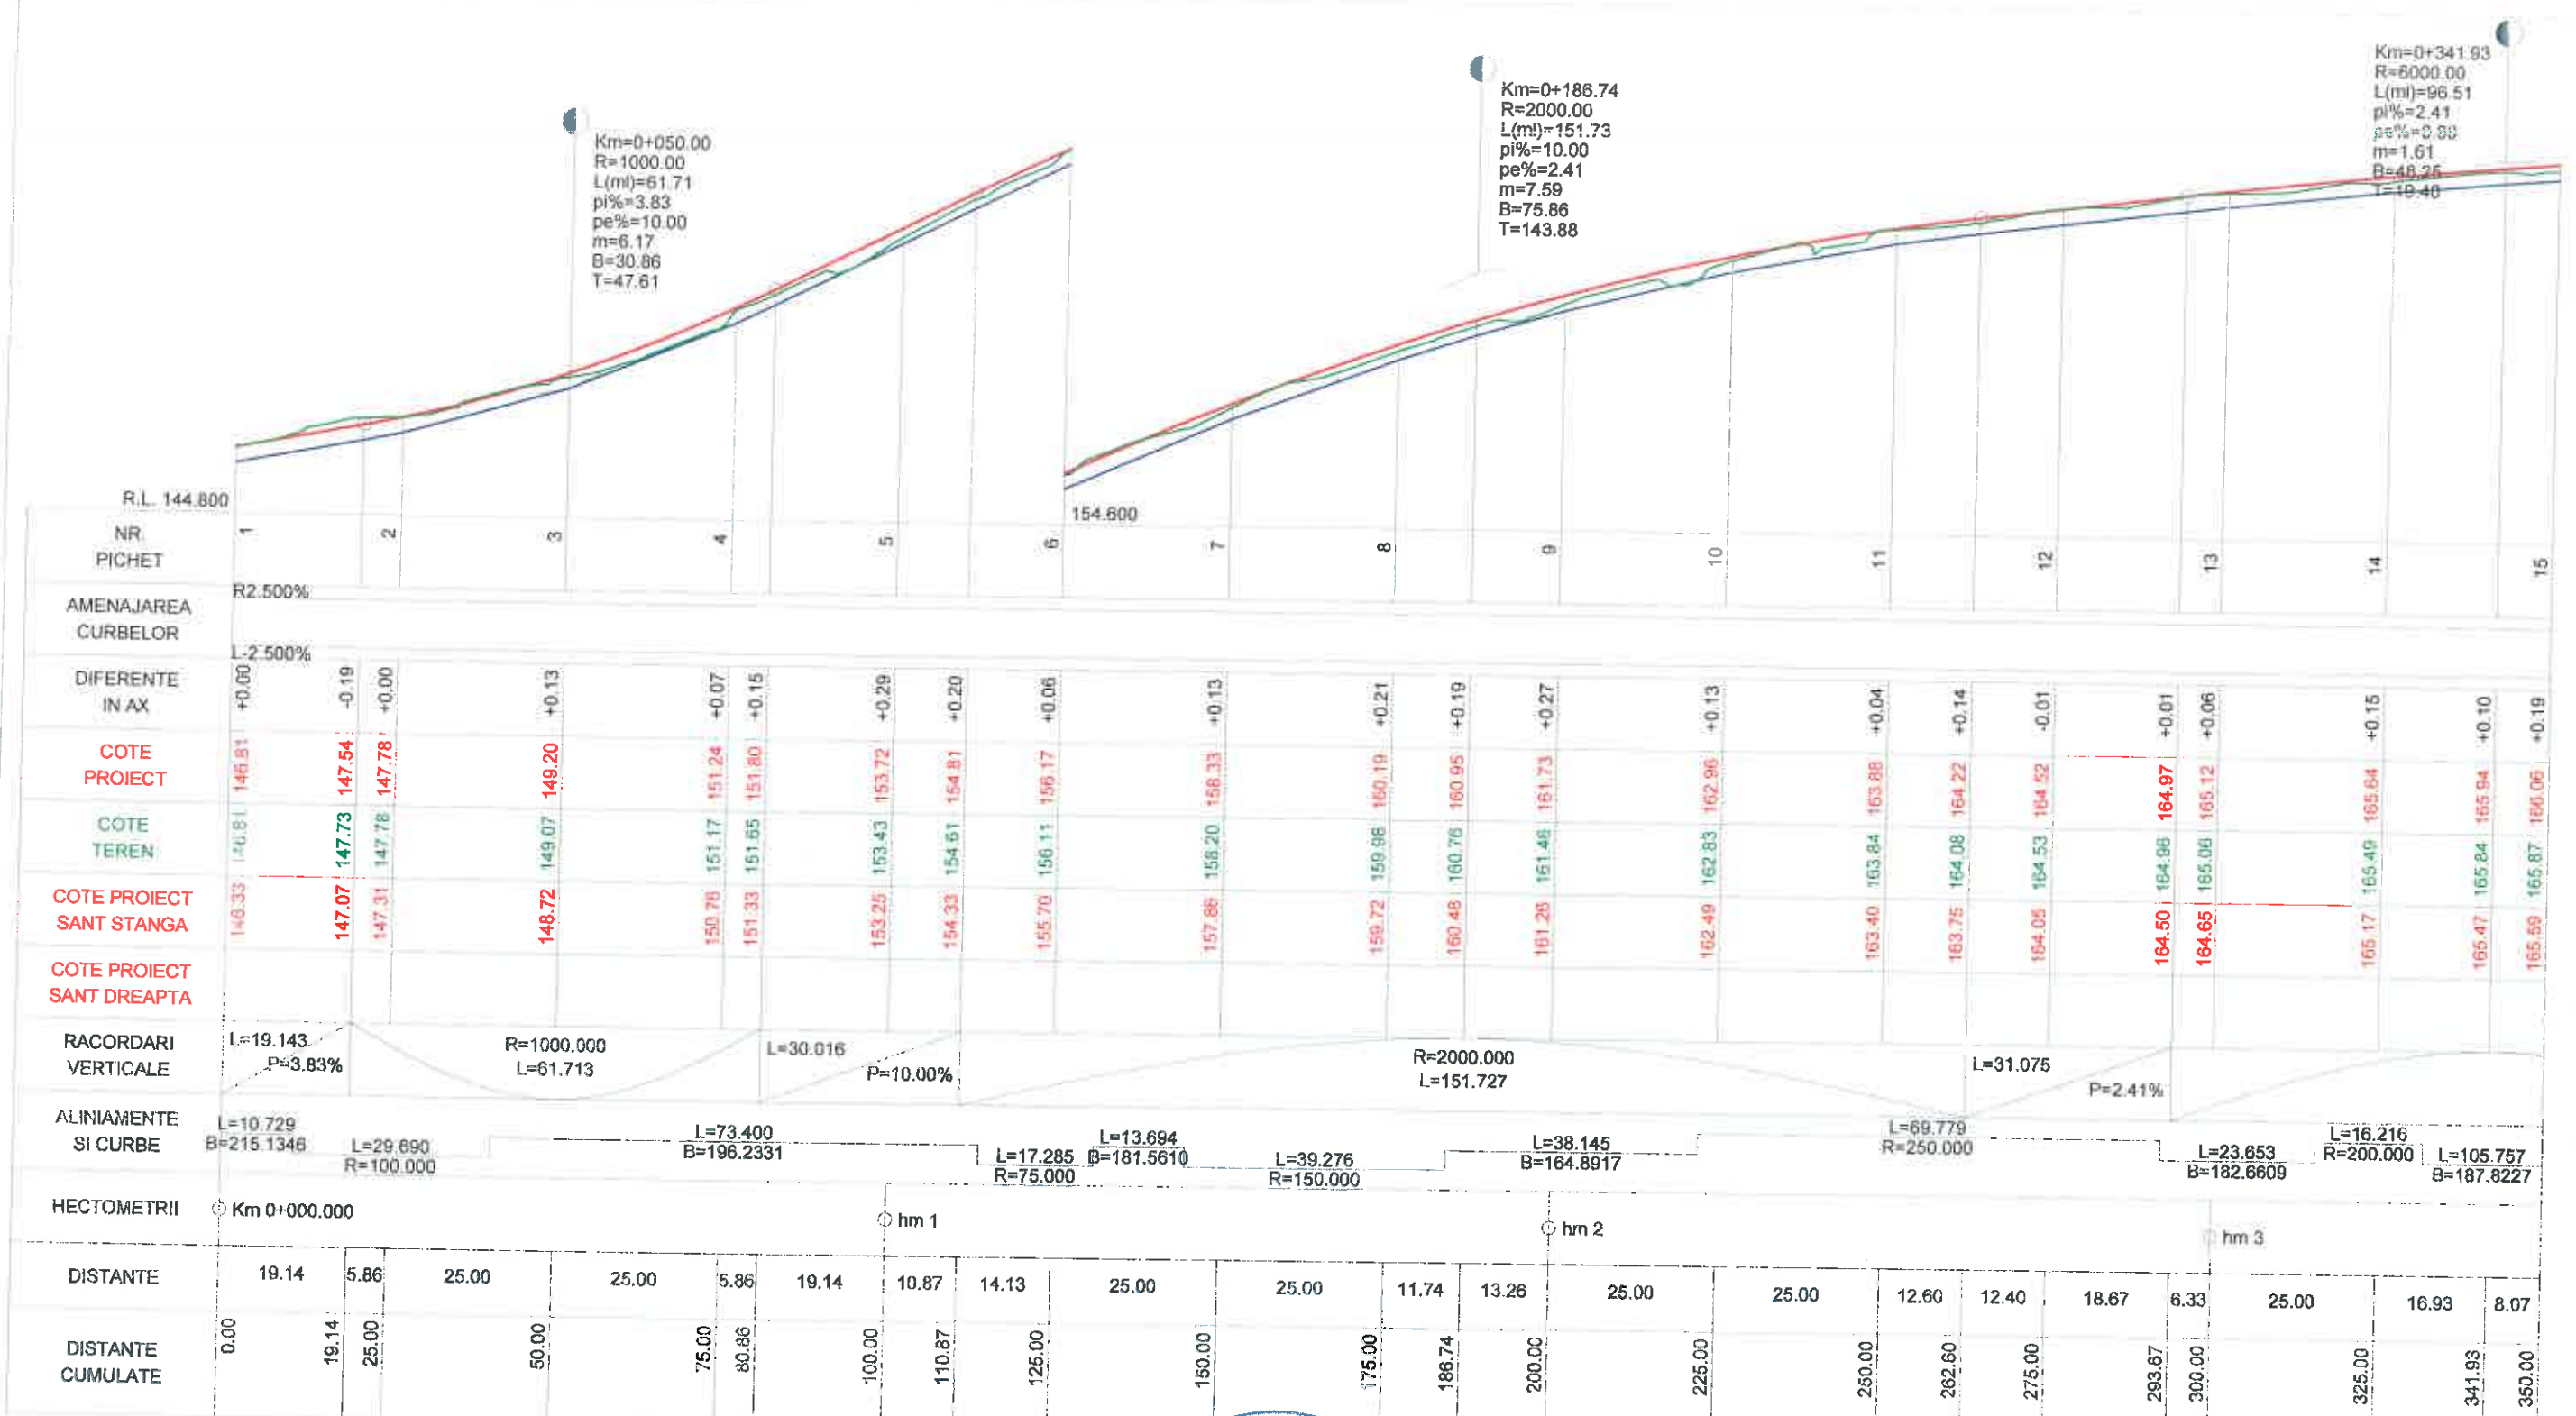 Km=0+050.00
R=1000.00
L(ml)=61.71
pi%=3.83
pe%=10.00
m=6.17
B=30.86
T=47.61
Km=0+186.74
R=2000.00
L(ml)=151.73
pi%=10.00
pe%=2.41
m=7.59
B=75.86
T=143.88
Km=0+341.93
R=6000.00
L(ml)=96.51
pi%=2.41
m=1.61
B=48.25
R.L. 144.800
154.600
NR. PICHET 1 2 3 4 5 6 7 8 9 10 11 12 13 14 15
AMENAJAREA CURBELOR
R2.500%
L-2.500%
DIFERENTE IN AX +0.00 -0.19 +0.00 +0.13 +0.07 +0.15 +0.29 +0.20 +0.06 +0.13 +0.21 +0.19 +0.27 +0.13 +0.04 +0.14 -0.01 +0.01 +0.06 +0.15 +0.10 +0.19
COTE PROIECT 146.81 147.54 147.78 149.20 151.24 151.80 153.72 154.81 156.17 158.33 160.19 160.95 161.73 162.96 163.88 164.22 164.52 164.97 165.12 165.64 165.94 166.06
COTE TEREN 146.81 147.73 147.78 149.07 151.17 151.65 153.43 154.61 156.11 158.20 159.98 160.76 161.46 162.83 163.84 164.08 164.53 164.96 165.06 165.49 165.84 165.87
COTE PROIECT SANT STANGA 146.33 147.07 147.31 148.72 150.76 151.33 153.25 154.33 155.70 157.86 159.72 160.48 161.26 162.49 163.40 163.75 164.05 164.50 164.65 165.17 165.47 165.59
COTE PROIECT SANT DREAPTA
RACORDARI VERTICALE
L=19.143
P=3.83%
R=1000.000
L=61.713
L=30.016
P=10.00%
R=2000.000
L=151.727
L=31.075
P=2.41%
ALINIAMENTE SI CURBE
L=10.729
B=215.1346
L=29.690
R=100.000
L=73.400
B=196.2331
L=17.285
R=75.000
L=13.694
B=181.5610
L=39.276
R=150.000
L=38.145
B=164.8917
L=69.779
R=250.000
L=23.653
B=182.6609
L=16.216
R=200.000
L=105.757
B=187.8227
HECTOMETRII Km 0+000.000 hm 1 hm 2 hm 3
DISTANTE 19.14 5.86 25.00 25.00 5.86 19.14 10.87 14.13 25.00 25.00 11.74 13.26 25.00 25.00 12.60 12.40 18.67 6.33 25.00 16.93 8.07
DISTANTE CUMULATE 0.00 19.14 25.00 50.00 75.00 80.86 100.00 110.87 125.00 150.00 175.00 186.74 200.00 225.00 250.00 262.60 275.00 293.67 300.00 325.00 341.93 350.00